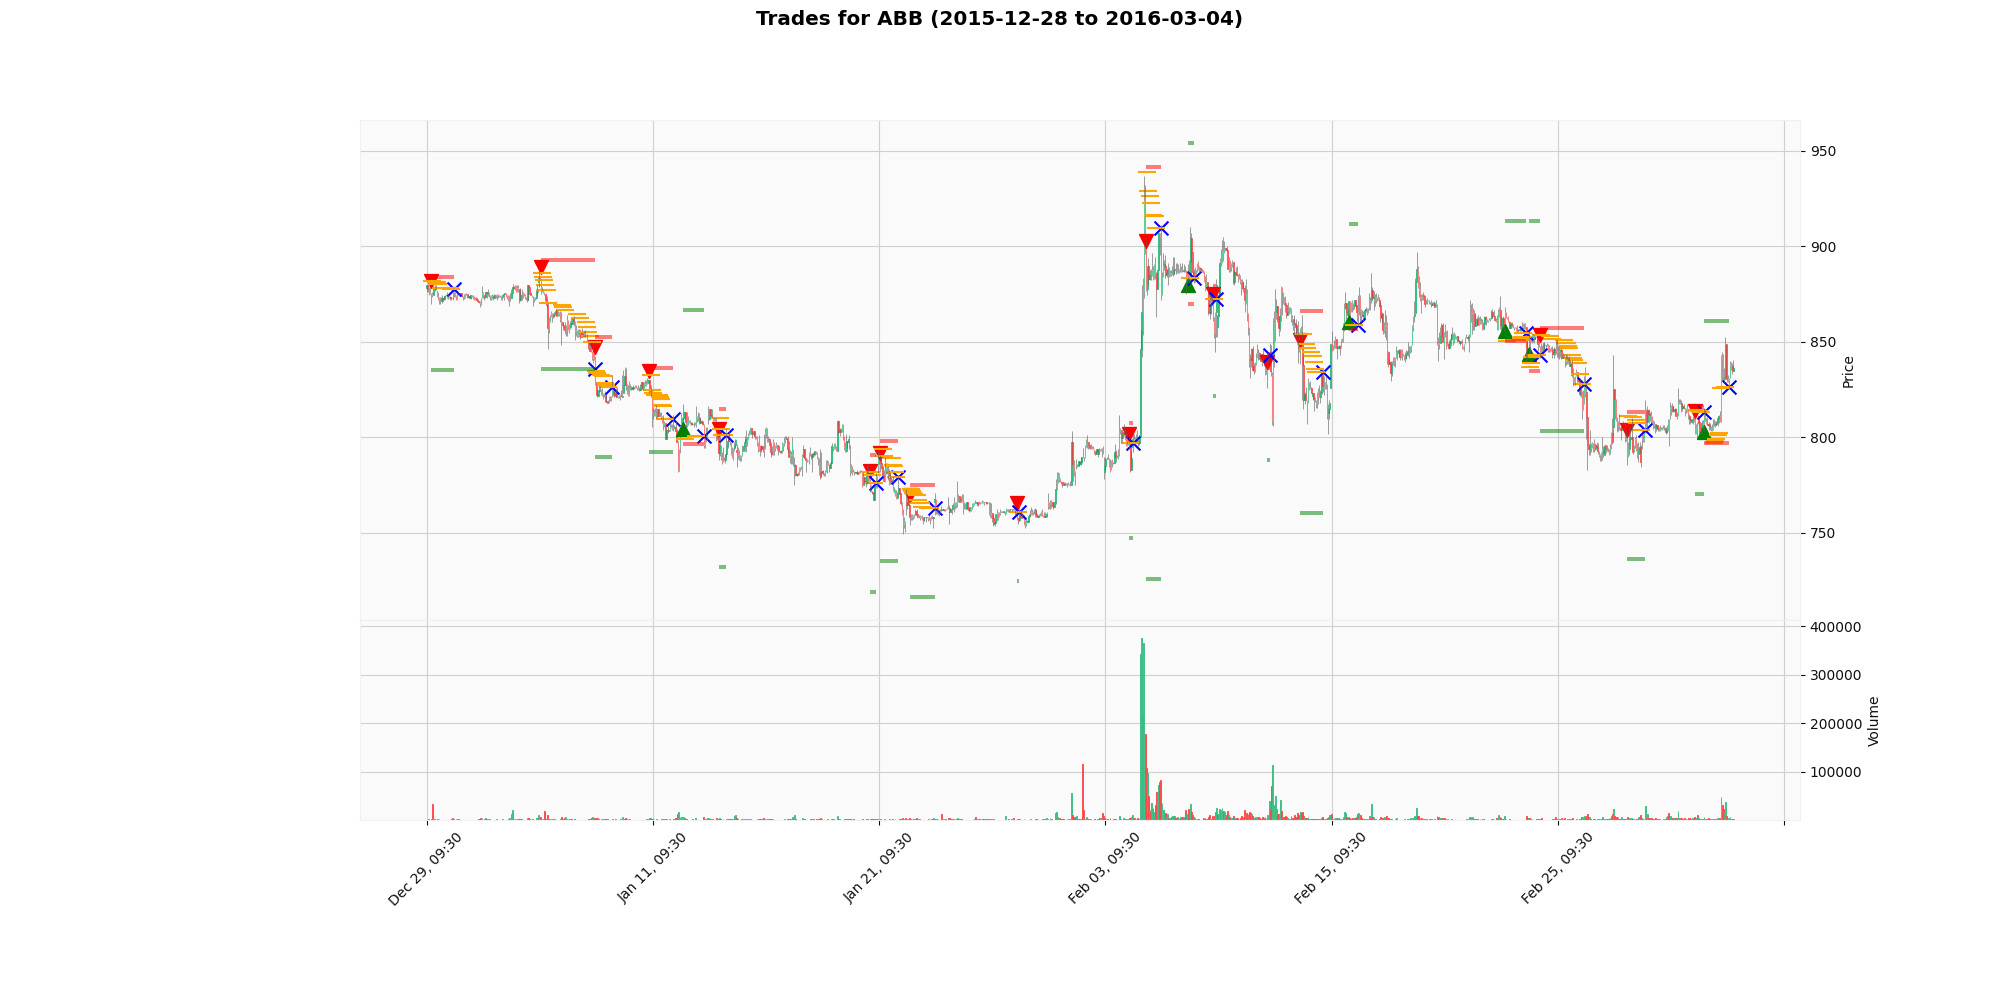 Trades for ABB (2015-12-28 to 2016-03-04)
950
900
850
800
750
Price
400000
300000
200000
100000
Volume
Dec 29, 09:30
Jan 11, 09:30
Jan 21, 09:30
Feb 03, 09:30
Feb 15, 09:30
Feb 25, 09:30